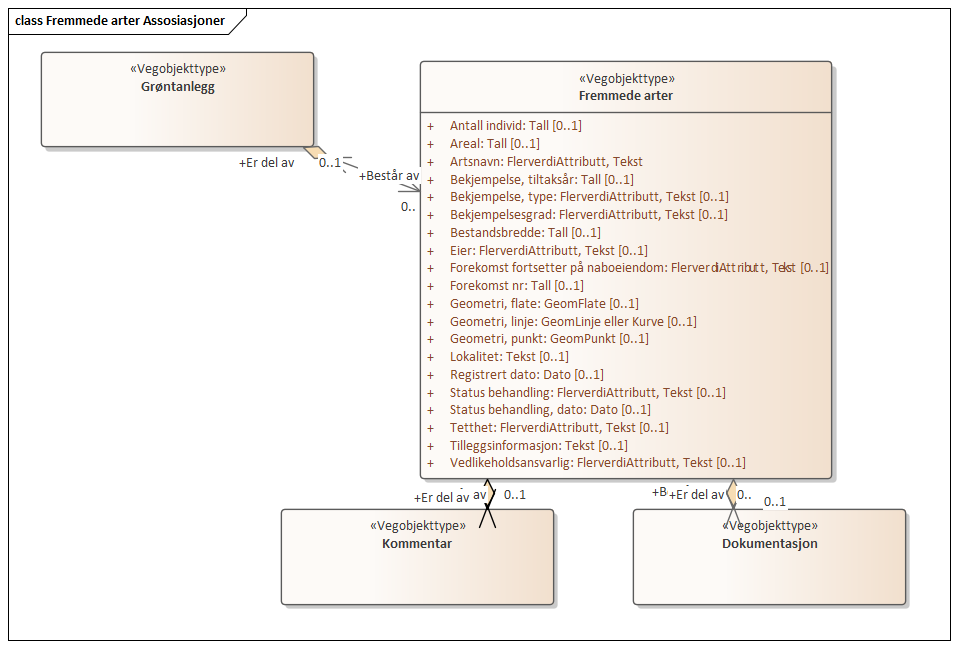 class Fremmede arter Assosiasjoner
«Vegobjekttype»
Grøntanlegg
+Er del av
0..1
+Består av
0..
«Vegobjekttype»
Fremmede arter
+ Antall individ: Tall [0..1]
+ Areal: Tall [0..1]
+ Artsnavn: FlerverdiAttributt, Tekst
+ Bekjempelse, tiltaksår: Tall [0..1]
+ Bekjempelse, type: FlerverdiAttributt, Tekst [0..1]
+ Bekjempelsesgrad: FlerverdiAttributt, Tekst [0..1]
+ Bestandsbredde: Tall [0..1]
+ Eier: FlerverdiAttributt, Tekst [0..1]
+ Forekomst fortsetter på naboeiendom: FlerverdiAttributt, Tekst [0..1]
+ Forekomst nr: Tall [0..1]
+ Geometri, flate: GeomFlate [0..1]
+ Geometri, linje: GeomLinje eller Kurve [0..1]
+ Geometri, punkt: GeomPunkt [0..1]
+ Lokalitet: Tekst [0..1]
+ Registrert dato: Dato [0..1]
+ Status behandling: FlerverdiAttributt, Tekst [0..1]
+ Status behandling, dato: Dato [0..1]
+ Tetthet: FlerverdiAttributt, Tekst [0..1]
+ Tilleggsinformasjon: Tekst [0..1]
+ Vedlikeholdsansvarlig: FlerverdiAttributt, Tekst [0..1]
+Er del av av 0..1
+B +Er del av 0.. 0..1
«Vegobjekttype»
Kommentar
«Vegobjekttype»
Dokumentasjon